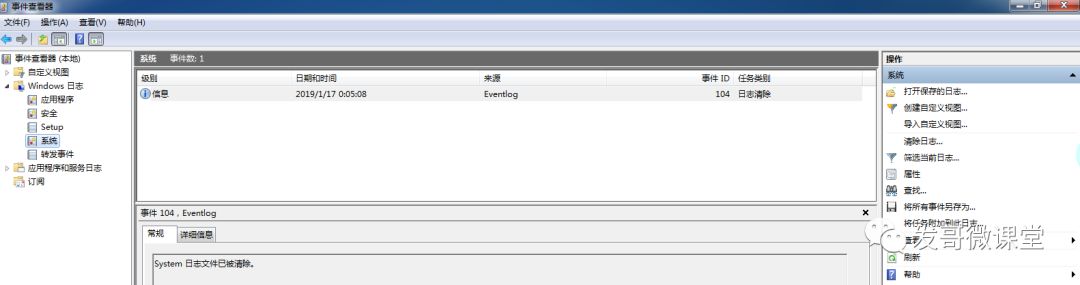 事件查看器
文件(F) 操作(A) 查看(V) 帮助(H)
事件查看器 (本地)
自定义视图
Windows 日志
应用程序
安全
Setup
系统
转发事件
应用程序和服务日志
订阅
系统 事件数: 1
级别 日期和时间 来源 事件 ID 任务类别
信息 2019/1/17 0:05:08 Eventlog 104 日志清除
事件 104，Eventlog
常规 详细信息
System 日志文件已被清除。
操作
系统
打开保存的日志...
创建自定义视图...
导入自定义视图...
清除日志...
筛选当前日志...
属性
查找...
将所有事件另存为...
将任务附加到此日志...
查看
刷新
帮助
发哥微课堂